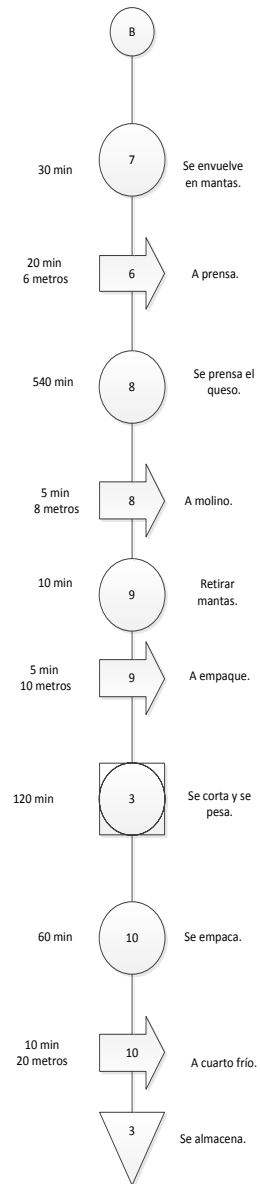 B
30 min
7
Se envuelve
en mantas.
20 min
6 metros
6
A prensa.
540 min
8
Se prensa el
queso.
5 min
8 metros
8
A molino.
10 min
9
Retirar
mantas.
5 min
10 metros
9
A empaque.
120 min
3
Se corta y se
pesa.
60 min
10
Se empaca.
10 min
20 metros
10
A cuarto frío.
3
Se almacena.